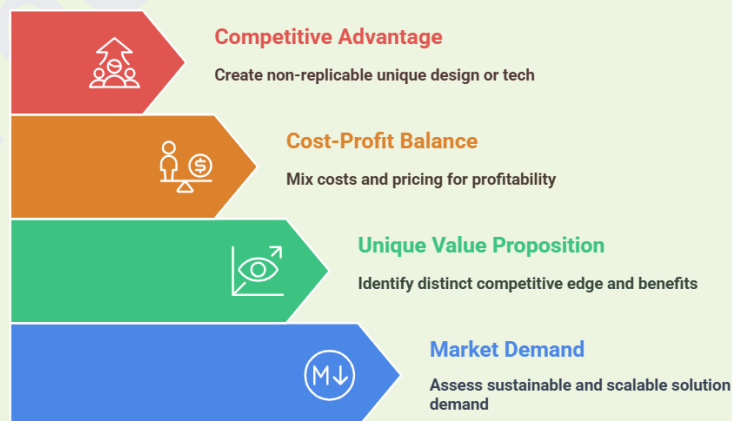 Competitive Advantage
Create non-replicable unique design or tech
Cost-Profit Balance
Mix costs and pricing for profitability
Unique Value Proposition
Identify distinct competitive edge and benefits
M↓
Market Demand
Assess sustainable and scalable solution
demand